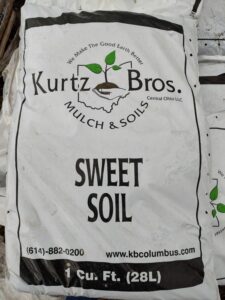 We Make The Good Earth Better
Kurtz Bros.
Central Ohio LLC
MULCH & SOILS
SWEET
SOIL
(614)-882-0200
www.kbcolumbus.com
1 Cu. Ft. (28L)